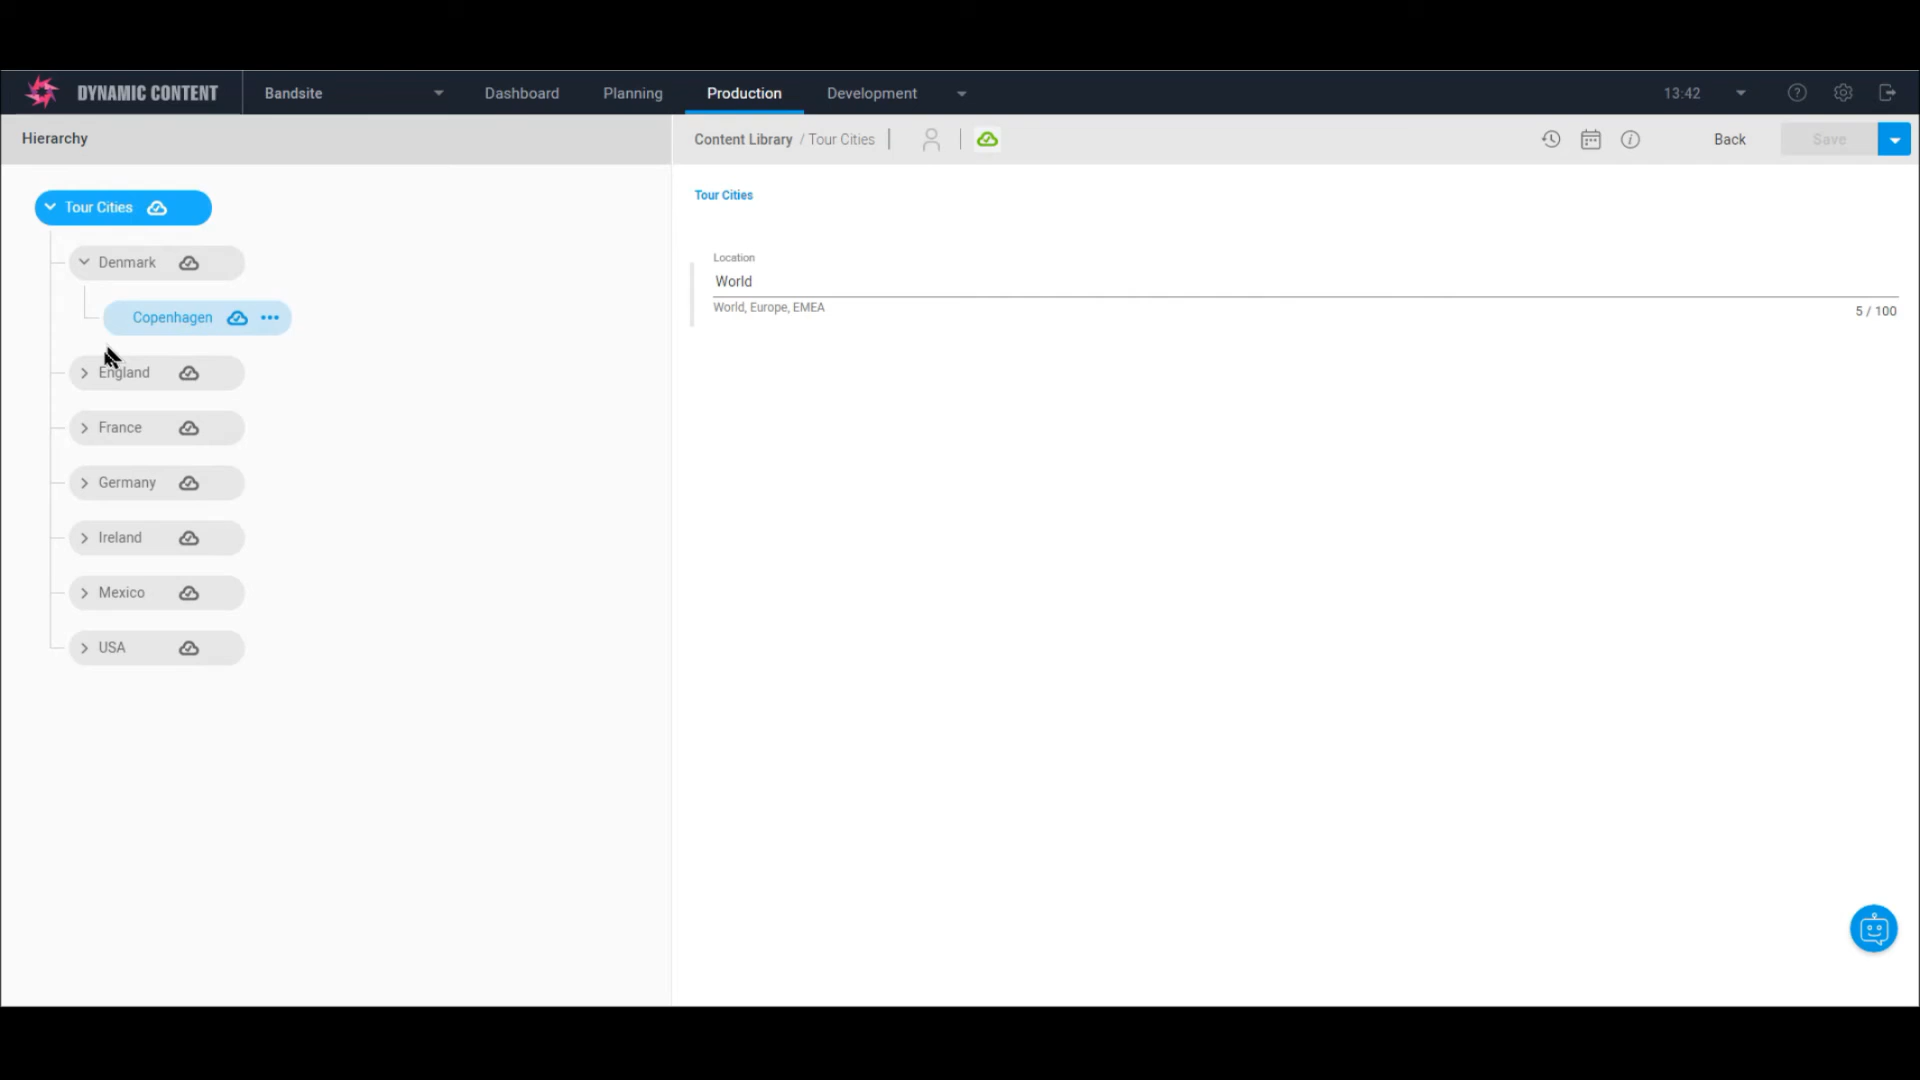 DYNAMIC CONTENT Bandsite Dashboard Planning Production Development 13:42
Hierarchy
Content Library / Tour Cities Back Save
Tour Cities
Denmark
Copenhagen
England
France
Germany
Ireland
Mexico
USA
Tour Cities
Location
World
World, Europe, EMEA 5 / 100